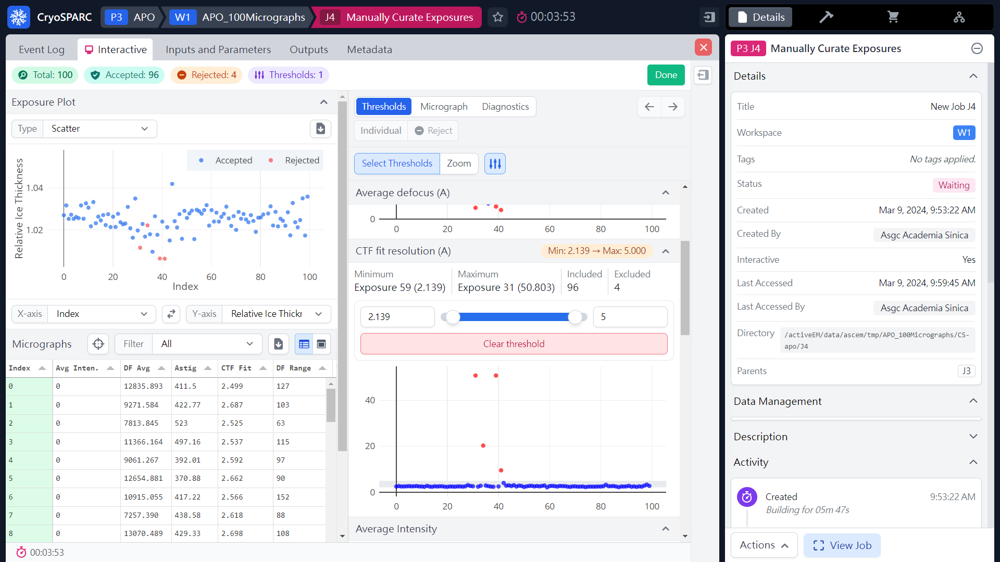 CryoSPARC P3 APO W1 APO_100Micrographs J4 Manually Curate Exposures 00:03:53 Details
Event Log Interactive Inputs and Parameters Outputs Metadata
Total: 100 Accepted: 96 Rejected: 4 Thresholds: 1 Done
Exposure Plot
Type Scatter
Accepted Rejected
Relative Ice Thickness
1.04
1.02
0 20 40 60 80 100
Index
X-axis Index Y-axis Relative Ice Thickr
Micrographs Filter All
Index Avg Inten. DF Avg Astig CTF Fit DF Range
0 0 12835.893 411.5 2.499 127
1 0 9271.584 422.77 2.687 103
2 0 7813.845 523 2.525 63
3 0 11366.164 497.16 2.537 115
4 0 9061.267 392.01 2.592 97
5 0 12654.881 370.88 2.662 90
6 0 10915.055 417.22 2.566 152
7 0 7257.390 438.58 2.618 88
8 0 13070.489 429.33 2.698 108
00:03:53
Thresholds Micrograph Diagnostics
Individual Reject
Select Thresholds Zoom
Average defocus (A)
0
0 20 40 60 80 100
CTF fit resolution (A) Min: 2.139 → Max: 5.000
Minimum Maximum Included Excluded
Exposure 59 (2.139) Exposure 31 (50.803) 96 4
2.139 5
Clear threshold
40
20
0
0 20 40 60 80 100
Average Intensity
P3 J4 Manually Curate Exposures
Details
Title New Job J4
Workspace W1
Tags No tags applied.
Status Waiting
Created Mar 9, 2024, 9:53:22 AM
Created By Asgc Academia Sinica
Interactive Yes
Last Accessed Mar 9, 2024, 9:59:45 AM
Last Accessed By Asgc Academia Sinica
Directory /activeEM/data/ascem/tmp/APO_100Micrographs/CS-
apo/J4
Parents J3
Data Management
Description
Activity
Created 9:53:22 AM
Building for 05m 47s
Actions View Job